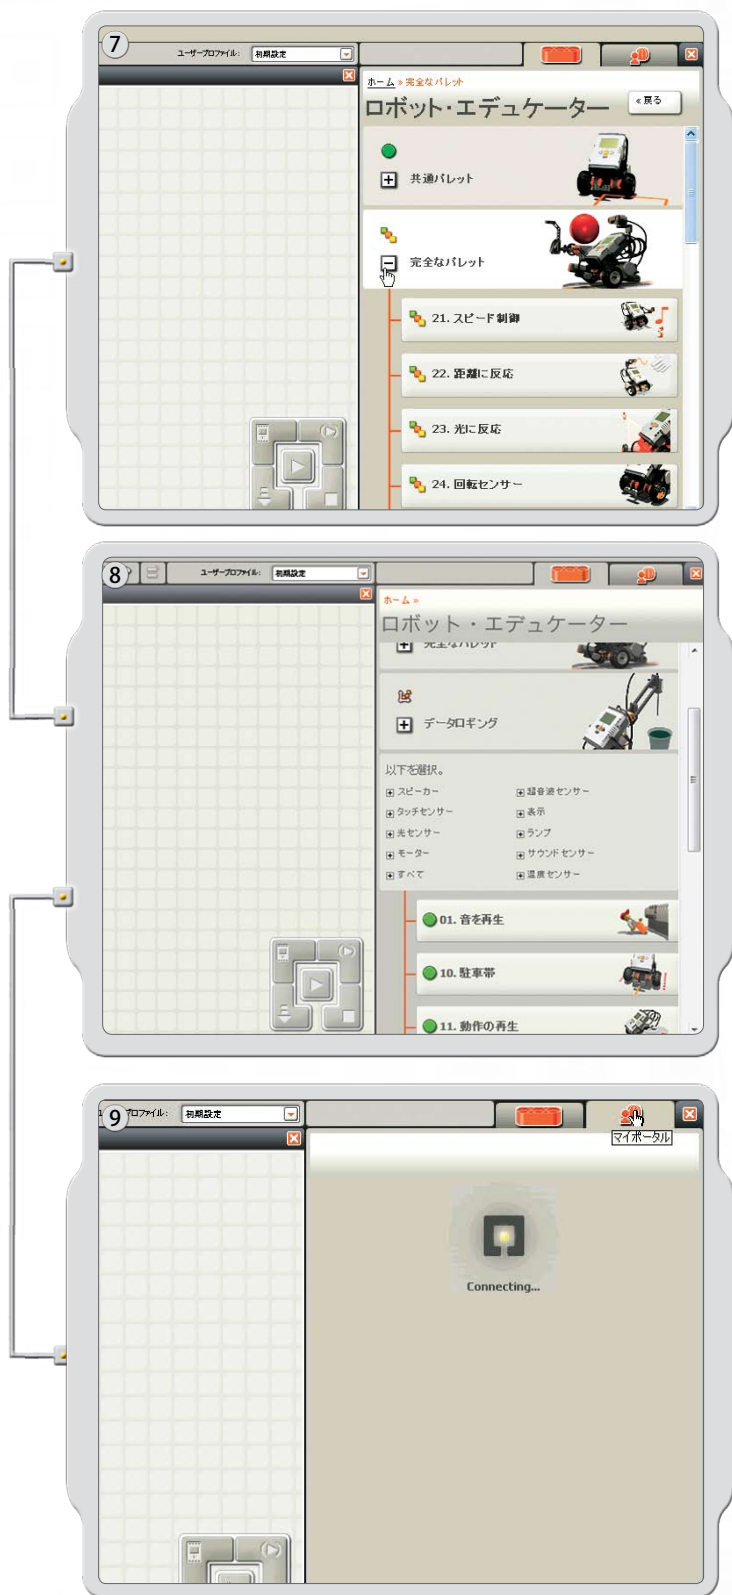 7
ユーザープロファイル: 初期設定
ホーム » 完全なパレット
ロボット・エデュケーター
« 戻る
共通パレット
完全なパレット
21. スピード制御
22. 距離に反応
23. 光に反応
24. 回転センサー
8
ユーザープロファイル: 初期設定
ホーム »
ロボット・エデュケーター
完全なパレット
データロギング
以下を選択。
スピーカー 超音波センサー
タッチセンサー 表示
光センサー ランプ
モーター サウンドセンサー
すべて 温度センサー
01. 音を再生
10. 駐車帯
11. 動作の再生
9
プロファイル: 初期設定
マイポータル
Connecting...